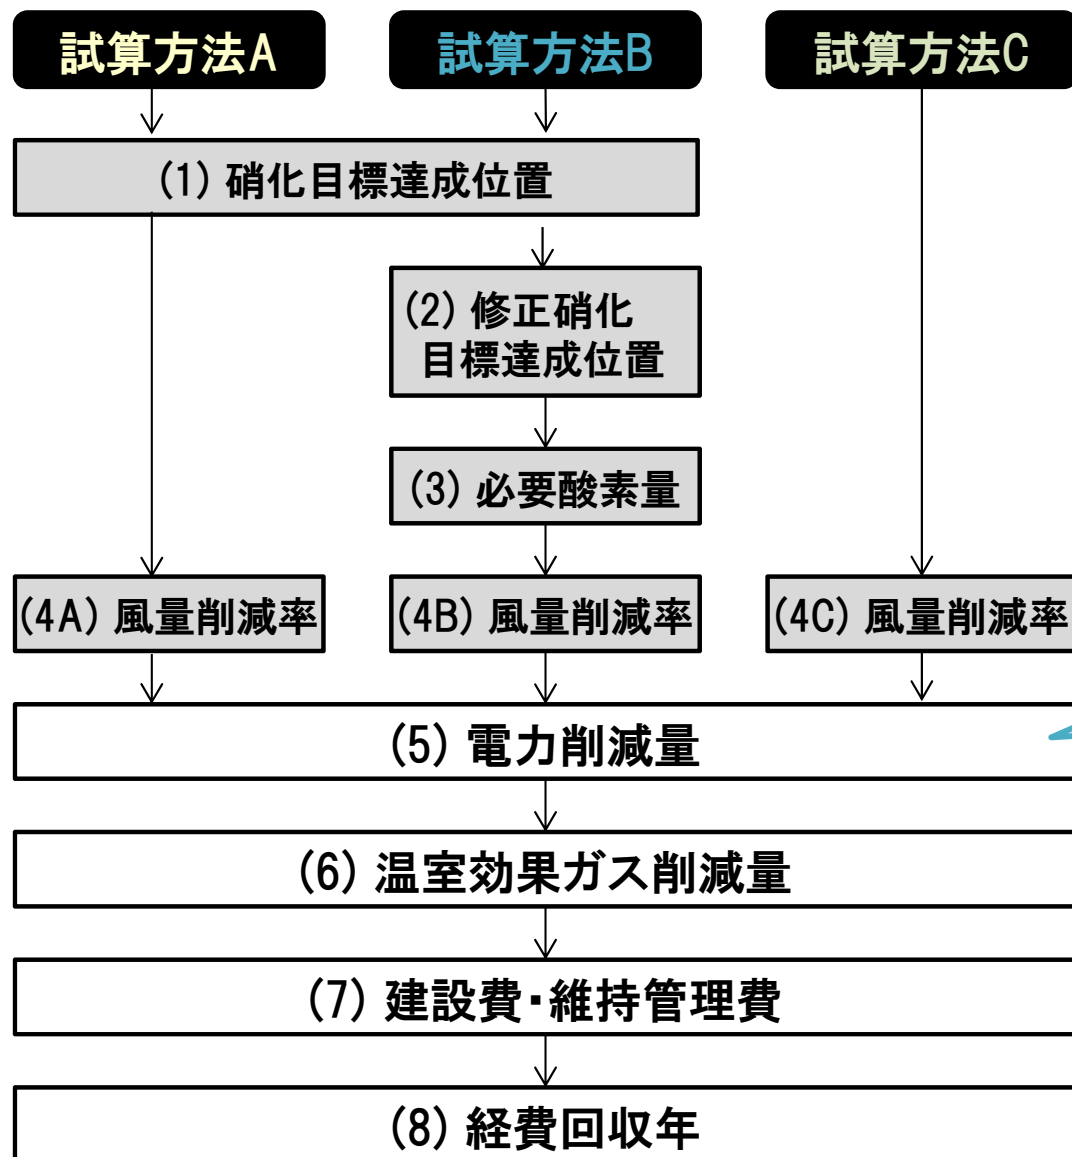 試算方法A
試算方法B
試算方法C
(1) 硝化目標達成位置
(2) 修正硝化
目標達成位置
(3) 必要酸素量
(4A) 風量削減率
(4B) 風量削減率
(4C) 風量削減率
(5) 電力削減量
(6) 温室効果ガス削減量
(7) 建設費・維持管理費
(8) 経費回収年